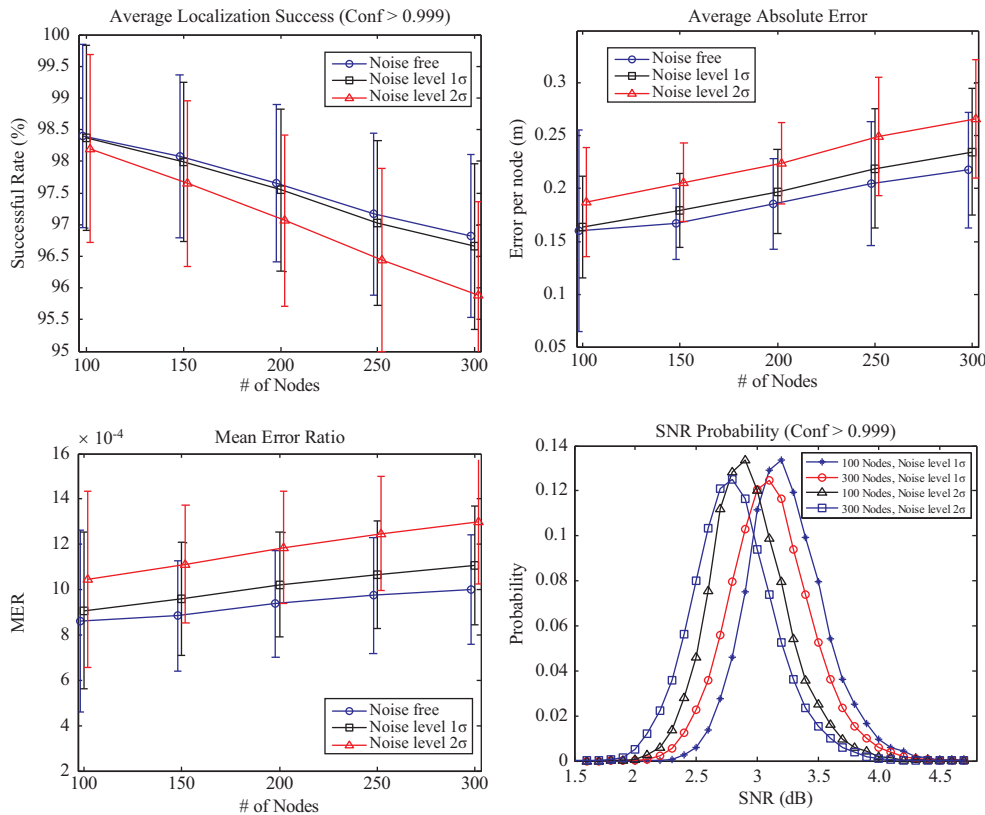 Average Localization Success (Conf > 0.999)
100
99.5
99
98.5
98
97.5
97
96.5
96
95.5
95
Successful Rate (%)
Noise free
Noise level 1σ
Noise level 2σ
100 150 200 250 300
# of Nodes
Average Absolute Error
0.3
0.25
0.2
0.15
0.1
0.05
Error per node (m)
Noise free
Noise level 1σ
Noise level 2σ
100 150 200 250 300
# of Nodes
Mean Error Ratio
× 10-4
16
14
12
10
8
6
4
2
MER
Noise free
Noise level 1σ
Noise level 2σ
100 150 200 250 300
# of Nodes
SNR Probability (Conf > 0.999)
0.14
0.12
0.1
0.08
0.06
0.04
0.02
0
Probability
100 Nodes, Noise level 1σ
300 Nodes, Noise level 1σ
100 Nodes, Noise level 2σ
300 Nodes, Noise level 2σ
1.5 2 2.5 3 3.5 4.0 4.5
SNR (dB)